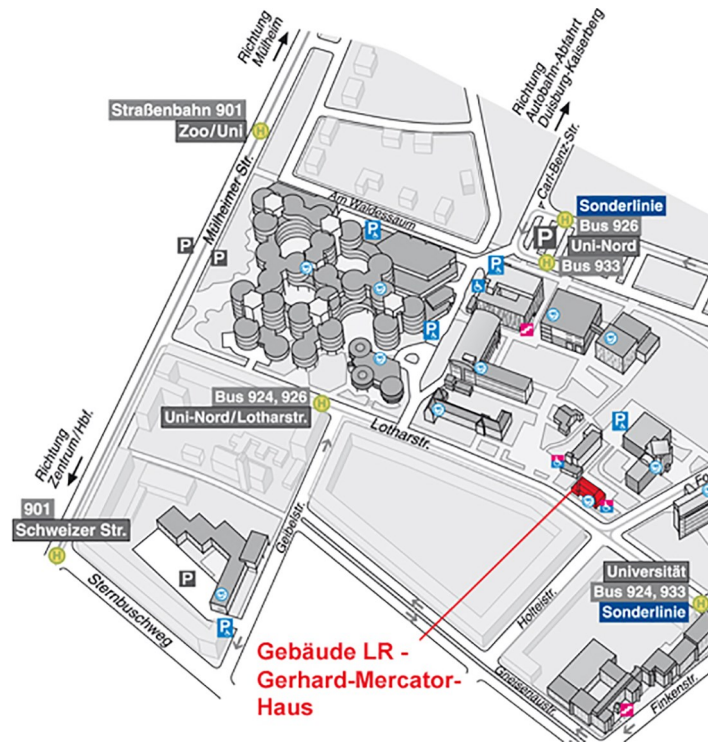 Richtung
Mülheim
Straßenbahn 901
Zoo/Uni
H
Mülheimer Str.
P
P
Am Waldessaum
P
Richtung
Autobahn-Abfahrt
Duisburg-Kaiserberg
Carl-Benz-Str.
Sonderlinie
H
Bus 926
P
Uni-Nord
H
Bus 933
P
P
Bus 924, 926
Uni-Nord/Lotharstr.
H
Lotharstr.
P
Richtung
Zentrum/Hbf.
901
Schweizer Str.
H
Sternbuschweg
P
P
Geibelstr.
Fo
Universität
Bus 924, 933
H
Sonderlinie
Holteistr.
Gneisenaustr.
Finkenstr.
Gebäude LR -
Gerhard-Mercator-
Haus